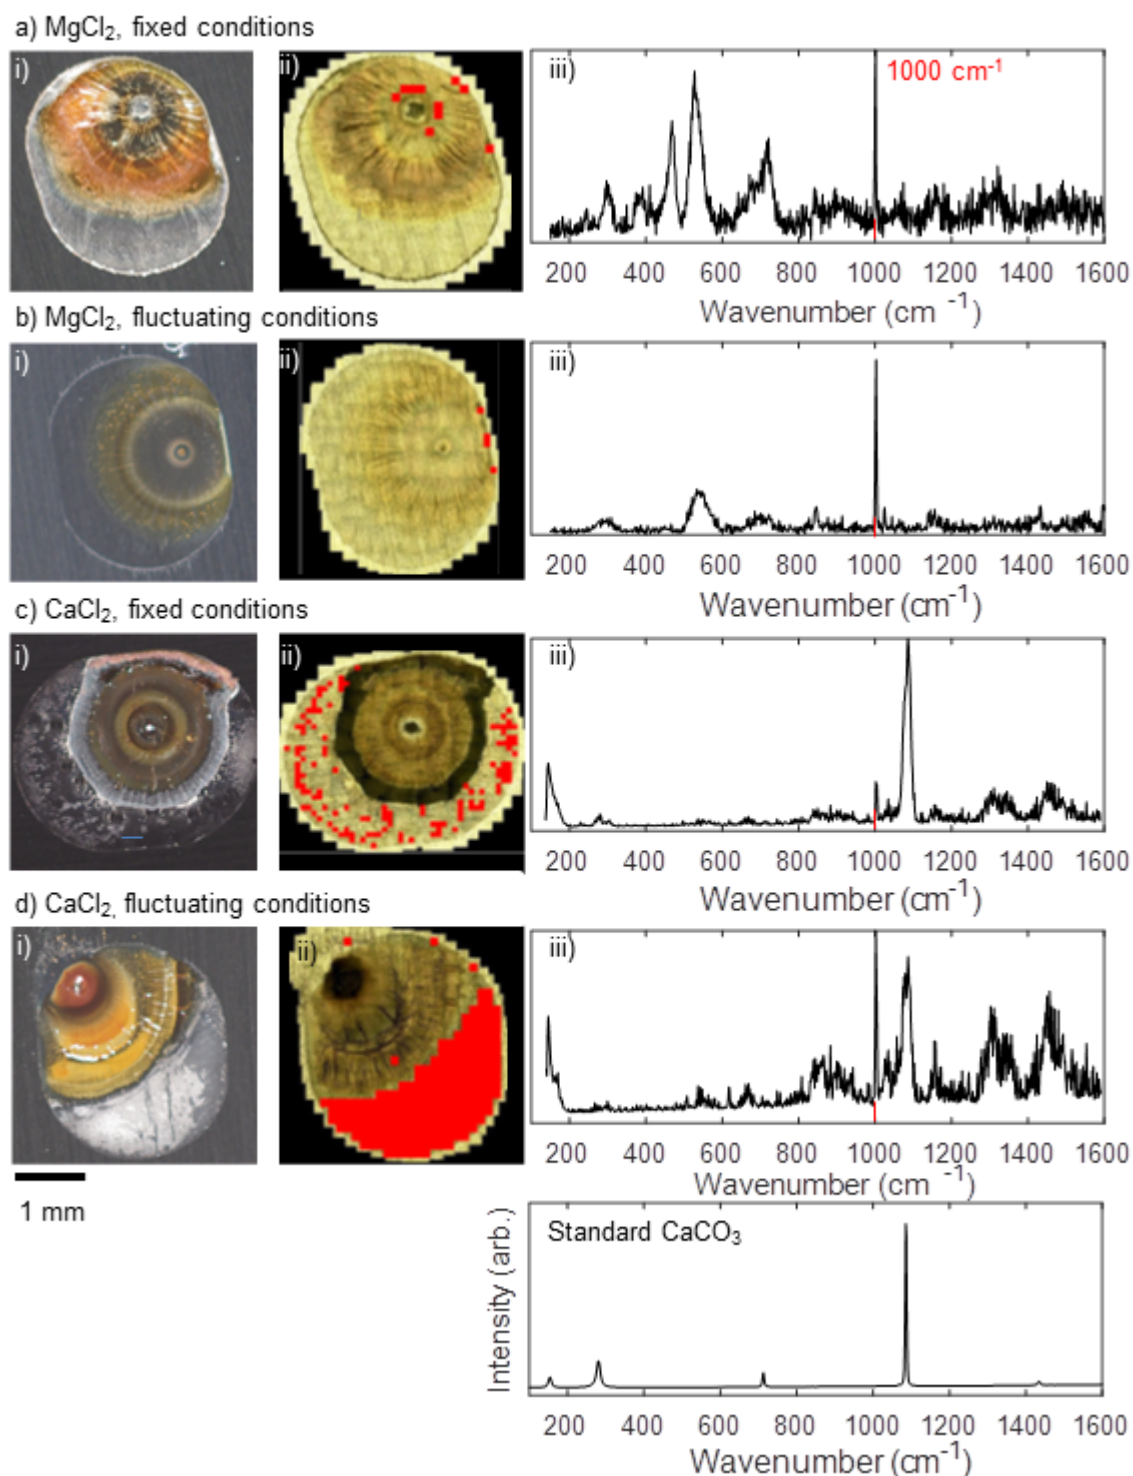 a) MgCl₂, fixed conditions
i)
ii)
iii)
1000 cm⁻¹
200 400 600 800 1000 1200 1400 1600
Wavenumber (cm ⁻¹)
b) MgCl₂, fluctuating conditions
i)
ii)
iii)
200 400 600 800 1000 1200 1400 1600
Wavenumber (cm⁻¹)
c) CaCl₂, fixed conditions
i)
ii)
iii)
200 400 600 800 1000 1200 1400 1600
Wavenumber (cm⁻¹)
d) CaCl₂, fluctuating conditions
i)
ii)
iii)
200 400 600 800 1000 1200 1400 1600
Wavenumber (cm ⁻¹)
1 mm
Standard CaCO₃
Intensity (arb.)
200 400 600 800 1000 1200 1400 1600
Wavenumber (cm⁻¹)